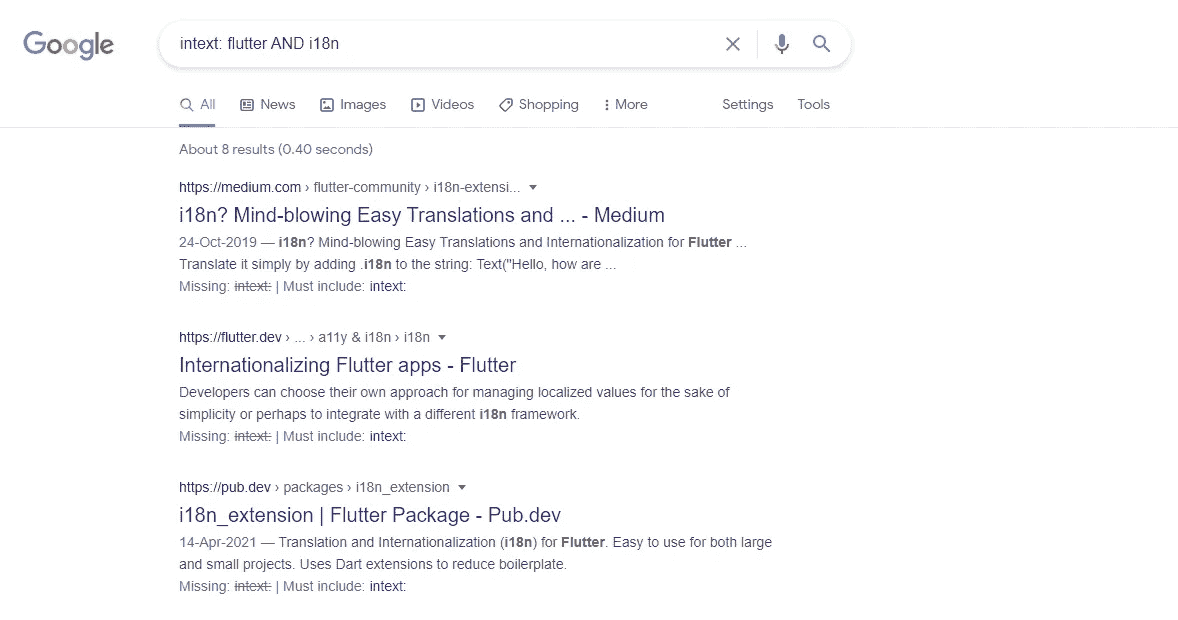 Google
intext: flutter AND i18n
All News Images Videos Shopping More Settings Tools
About 8 results (0.40 seconds)
https://medium.com › flutter-community › i18n-extensi...
i18n? Mind-blowing Easy Translations and ... - Medium
24-Oct-2019 — i18n? Mind-blowing Easy Translations and Internationalization for Flutter ...
Translate it simply by adding .i18n to the string: Text("Hello, how are ...
Missing: intext: | Must include: intext:
https://flutter.dev › ... › a11y & i18n › i18n
Internationalizing Flutter apps - Flutter
Developers can choose their own approach for managing localized values for the sake of
simplicity or perhaps to integrate with a different i18n framework.
Missing: intext: | Must include: intext:
https://pub.dev › packages › i18n_extension
i18n_extension | Flutter Package - Pub.dev
14-Apr-2021 — Translation and Internationalization (i18n) for Flutter. Easy to use for both large
and small projects. Uses Dart extensions to reduce boilerplate.
Missing: intext: | Must include: intext: